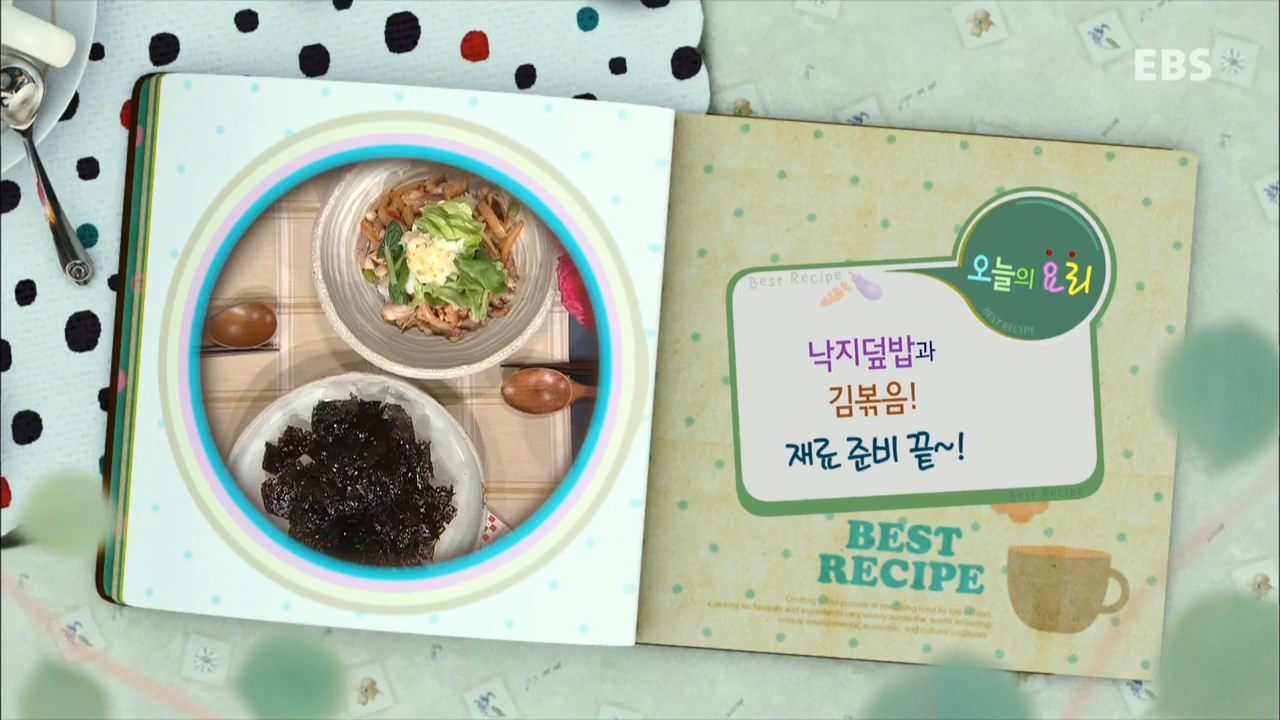 EBS
Best Recipe
오늘의 요리
BEST RECIPE
낙지덮밥과
김볶음!
재료 준비 끝~!
Best Recipe
BEST
RECIPE